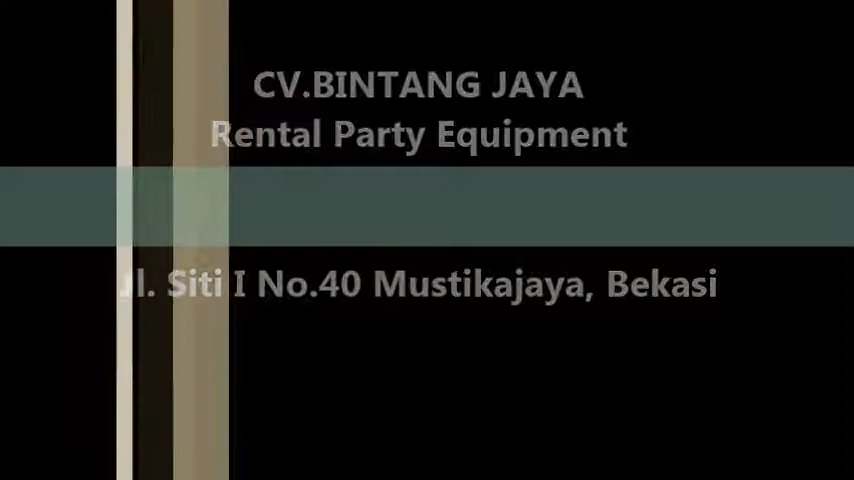 CV.BINTANG JAYA
Rental Party Equipment
Jl. Siti I No.40 Mustikajaya, Bekasi